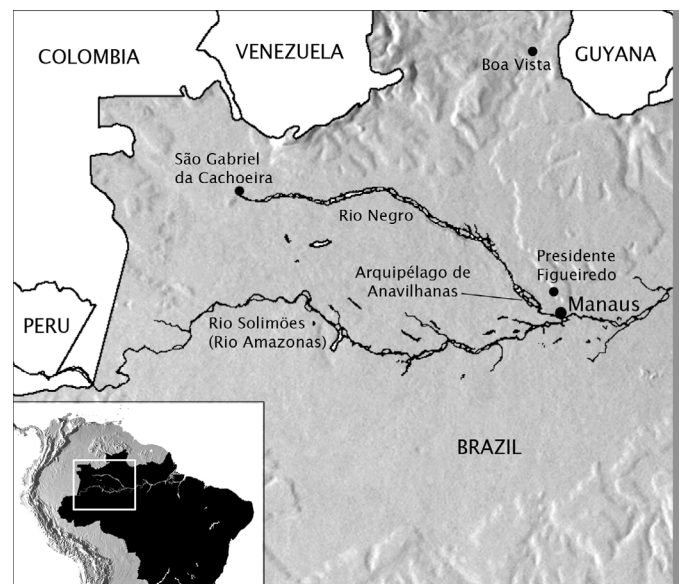 COLOMBIA
VENEZUELA
GUYANA
Boa Vista
São Gabriel
da Cachoeira
Rio Negro
Presidente
Figueiredo
Arquipélago de
Anavilhanas
Manaus
PERU
Rio Solimões
(Rio Amazonas)
BRAZIL